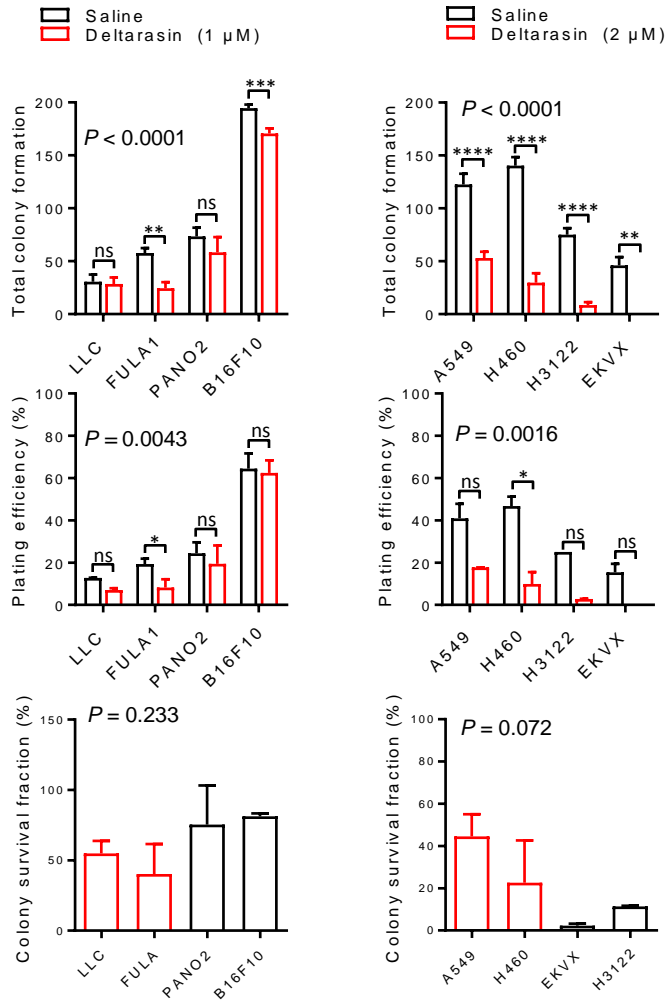 Saline
Deltarasin (1 µM)
Total colony formation
200
150
100
50
0
P < 0.0001
ns
**
ns
***
LLC
FULA1
PANO2
B16F10
Saline
Deltarasin (2 µM)
Total colony formation
200
150
100
50
0
P < 0.0001
****
****
****
**
A549
H460
H3122
EKVX
Plating efficiency (%)
100
80
60
40
20
0
P = 0.0043
ns
*
ns
ns
LLC
FULA1
PANO2
B16F10
Plating efficiency (%)
100
80
60
40
20
0
P = 0.0016
ns
*
ns
ns
A549
H460
H3122
EKVX
Colony survival fraction (%)
150
100
50
0
P = 0.233
LLC
FULA
PANO2
B16F10
Colony survival fraction (%)
100
80
60
40
20
0
P = 0.072
A549
H460
EKVX
H3122